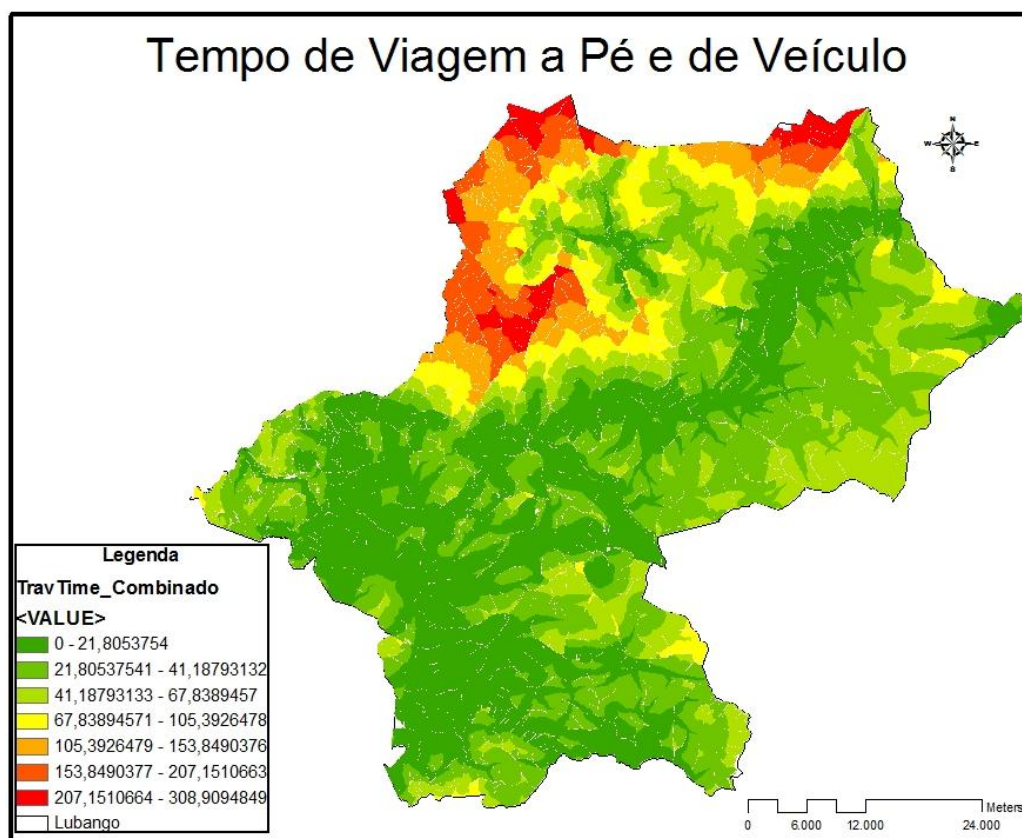 Tempo de Viagem a Pé e de Veículo
N
W E
S
Legenda
TravTime_Combinado
<VALUE>
0 - 21,8053754
21,80537541 - 41,18793132
41,18793133 - 67,8389457
67,83894571 - 105,3926478
105,3926479 - 153,8490376
153,8490377 - 207,1510663
207,1510664 - 308,9094849
Lubango
Meters
0 6.000 12.000 24.000